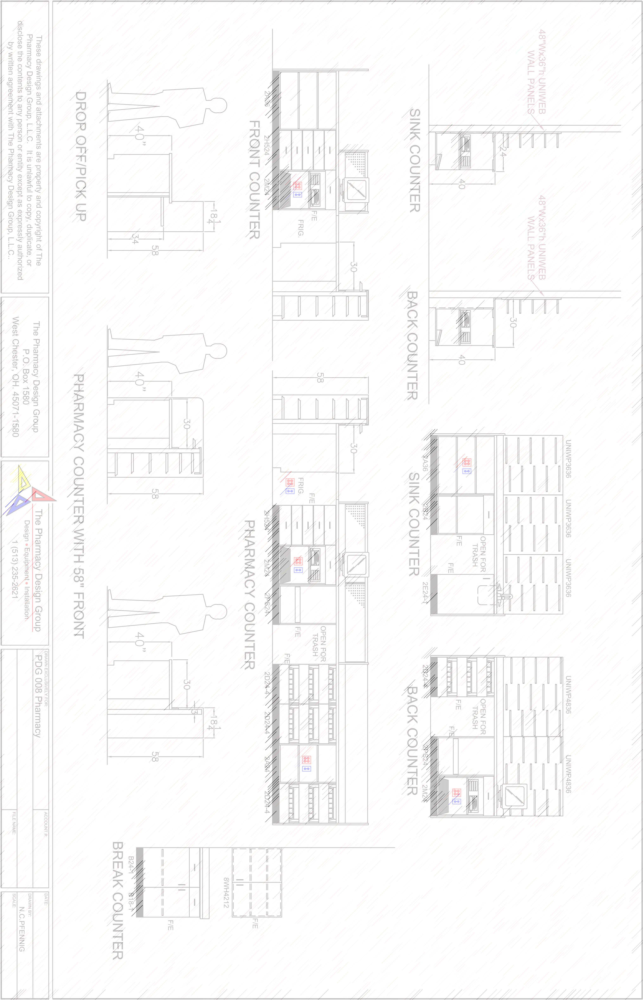 48"Wx36"h UNIWEB
WALL PANELS
24
40
SINK COUNTER
48"Wx36"h UNIWEB
WALL PANELS
30
40
BACK COUNTER
UNIWP3636
UNIWP3636
UNIWP3636
OPEN FOR
TRASH
F/E
F/E
2A36
2B24
2E24-1
SINK COUNTER
UNIWP4836
UNIWP4836
OPEN FOR
TRASH
F/E
F/E
2D24-4
2PS24
2M24
BACK COUNTER
30
F/E
FRIG.
2A36
2H524
2M24
FRONT COUNTER
58
30
FRIG.
F/E
OPEN FOR
TRASH
F/E
F/E
2H524
2M24
2PS24
2D24-4
2D24-4
2A24
2D24-4
PHARMACY COUNTER
8WH4212
F/E
F/E
B24-1
B18-1
BREAK COUNTER
40”
18 1/4
34
58
DROP OFF/PICK UP
40”
30
58
40”
30
3
18 1/4
58
PHARMACY COUNTER WITH 58" FRONT
These drawings and attachments are property and copyright of The
Pharmacy Design Group, L.L.C. It is unlawful to copy, duplicate, or
disclose the contents to any person or entity except as expressly authorized
by written agreement with The Pharmacy Design Group, L.L.C..
The Pharmacy Design Group
P.O. Box 1580
West Chester, OH. 45071-1580
The Pharmacy Design Group
Design • Equipment • Installation
1 (513) 235-2621
DRAWN EXCLUSIVELY FOR:
PDG 008 Pharmacy
ACCOUNT #:
FILE NAME:
DATE:
DRAWN BY:
N.C.PFENNIG
SCALE: